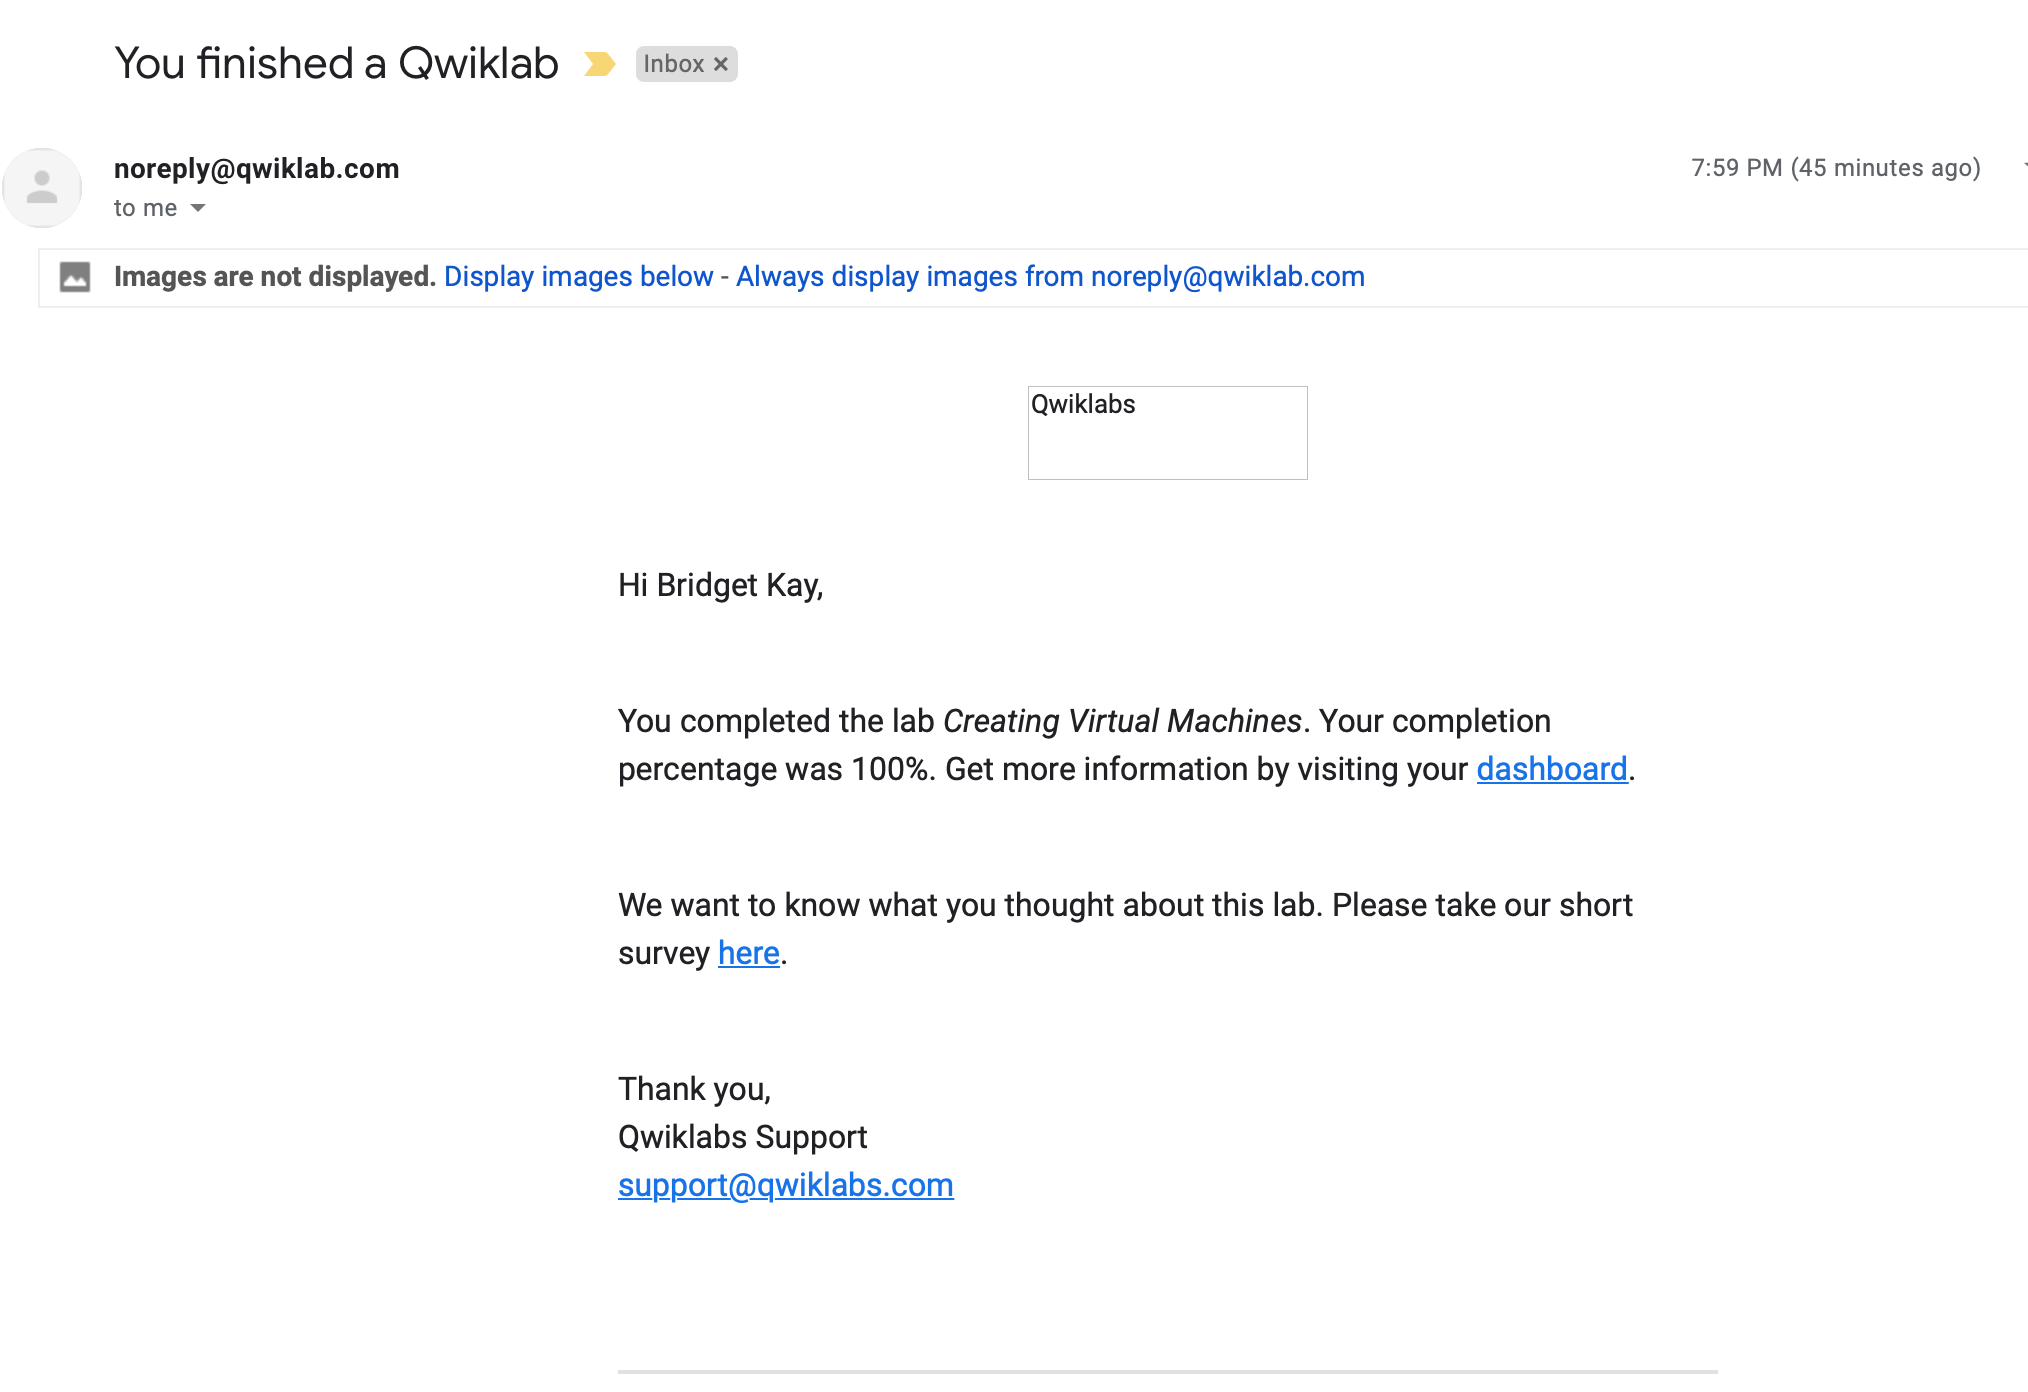 You finished a Qwiklab Inbox ×
noreply@qwiklab.com 7:59 PM (45 minutes ago)
to me
Images are not displayed. Display images below - Always display images from noreply@qwiklab.com
Qwiklabs
Hi Bridget Kay,
You completed the lab Creating Virtual Machines. Your completion
percentage was 100%. Get more information by visiting your dashboard.
We want to know what you thought about this lab. Please take our short
survey here.
Thank you,
Qwiklabs Support
support@qwiklabs.com